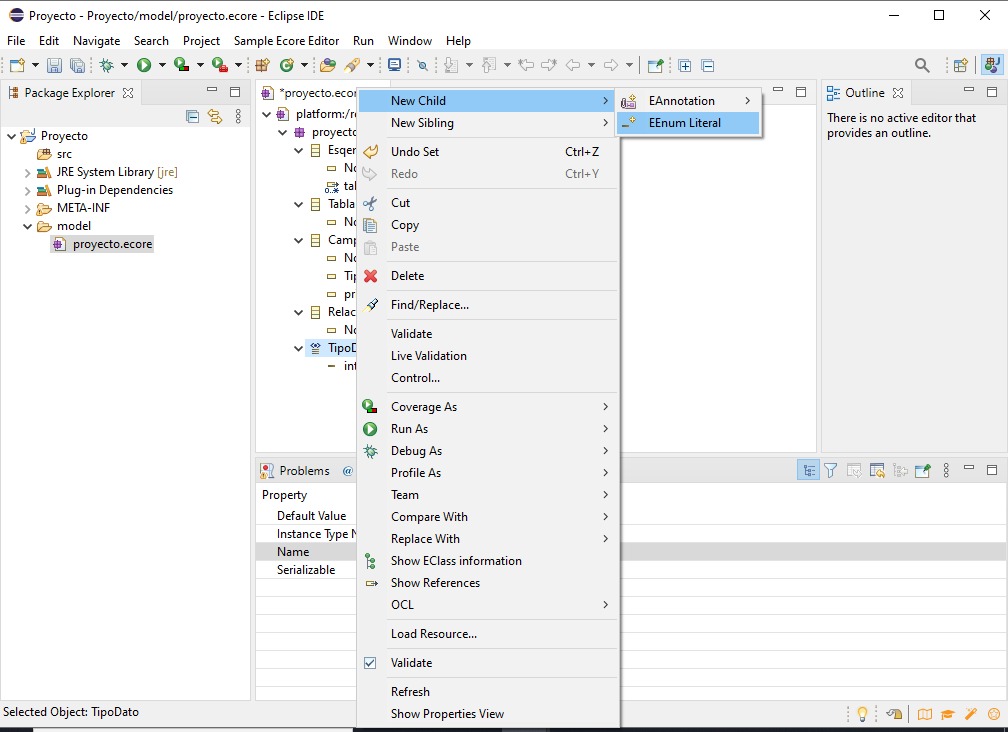 Proyecto - Proyecto/model/proyecto.ecore - Eclipse IDE
File Edit Navigate Search Project Sample Ecore Editor Run Window Help
Package Explorer
Proyecto
src
JRE System Library [jre]
Plug-in Dependencies
META-INF
model
proyecto.ecore
*proyecto.ecor
platform:/r
proyecto
Esqer
No
tal
0..*
Tabla
No
Camp
No
Tip
pr
Relac
No
TipoD
int
New Child
New Sibling
Undo Set Ctrl+Z
Redo Ctrl+Y
Cut
Copy
Paste
Delete
Find/Replace...
Validate
Live Validation
Control...
Coverage As
Run As
Debug As
Profile As
Team
Compare With
Replace With
Show EClass information
Show References
OCL
Load Resource...
Validate
Refresh
Show Properties View
EAnnotation
EEnum Literal
Outline
There is no active editor that
provides an outline.
Problems @
Property
Default Value
Instance Type N
Name
Serializable
Selected Object: TipoDato